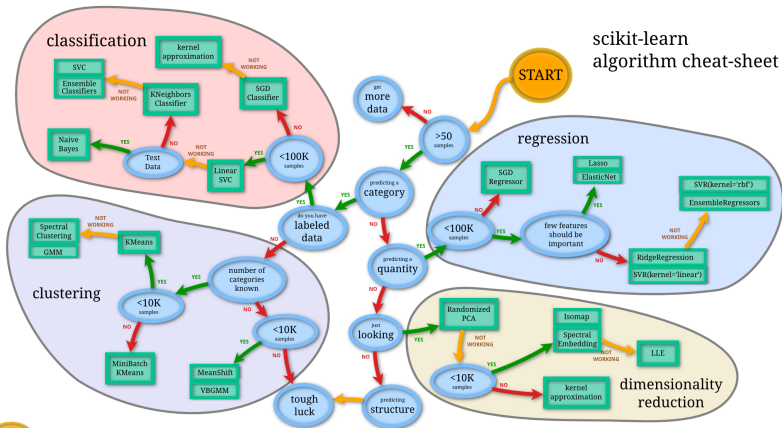 scikit-learn
algorithm cheat-sheet
START
get
more
data
NO
>50
samples
YES
predicting a
category
YES
NO
do you have
labeled
data
YES
NO
predicting a
quantity
YES
NO
just
looking
YES
NO
predicting
structure
tough
luck
classification
kernel
approximation
NOT
WORKING
SGD
Classifier
NO
<100K
samples
YES
Linear
SVC
NOT
WORKING
Text
Data
YES
Naive
Bayes
NO
KNeighbors
Classifier
NOT
WORKING
SVC
Ensemble
Classifiers
clustering
number of
categories
known
YES
NO
<10K
samples
YES
KMeans
NOT
WORKING
Spectral
Clustering
GMM
NO
MiniBatch
KMeans
<10K
samples
YES
MeanShift
VBGMM
NO
regression
<100K
samples
NO
SGD
Regressor
YES
few features
should be
important
YES
Lasso
ElasticNet
NO
RidgeRegression
SVR(kernel='linear')
NOT
WORKING
SVR(kernel='rbf')
EnsembleRegressors
dimensionality
reduction
Randomized
PCA
NOT
WORKING
<10K
samples
YES
Isomap
Spectral
Embedding
NOT
WORKING
LLE
NO
kernel
approximation